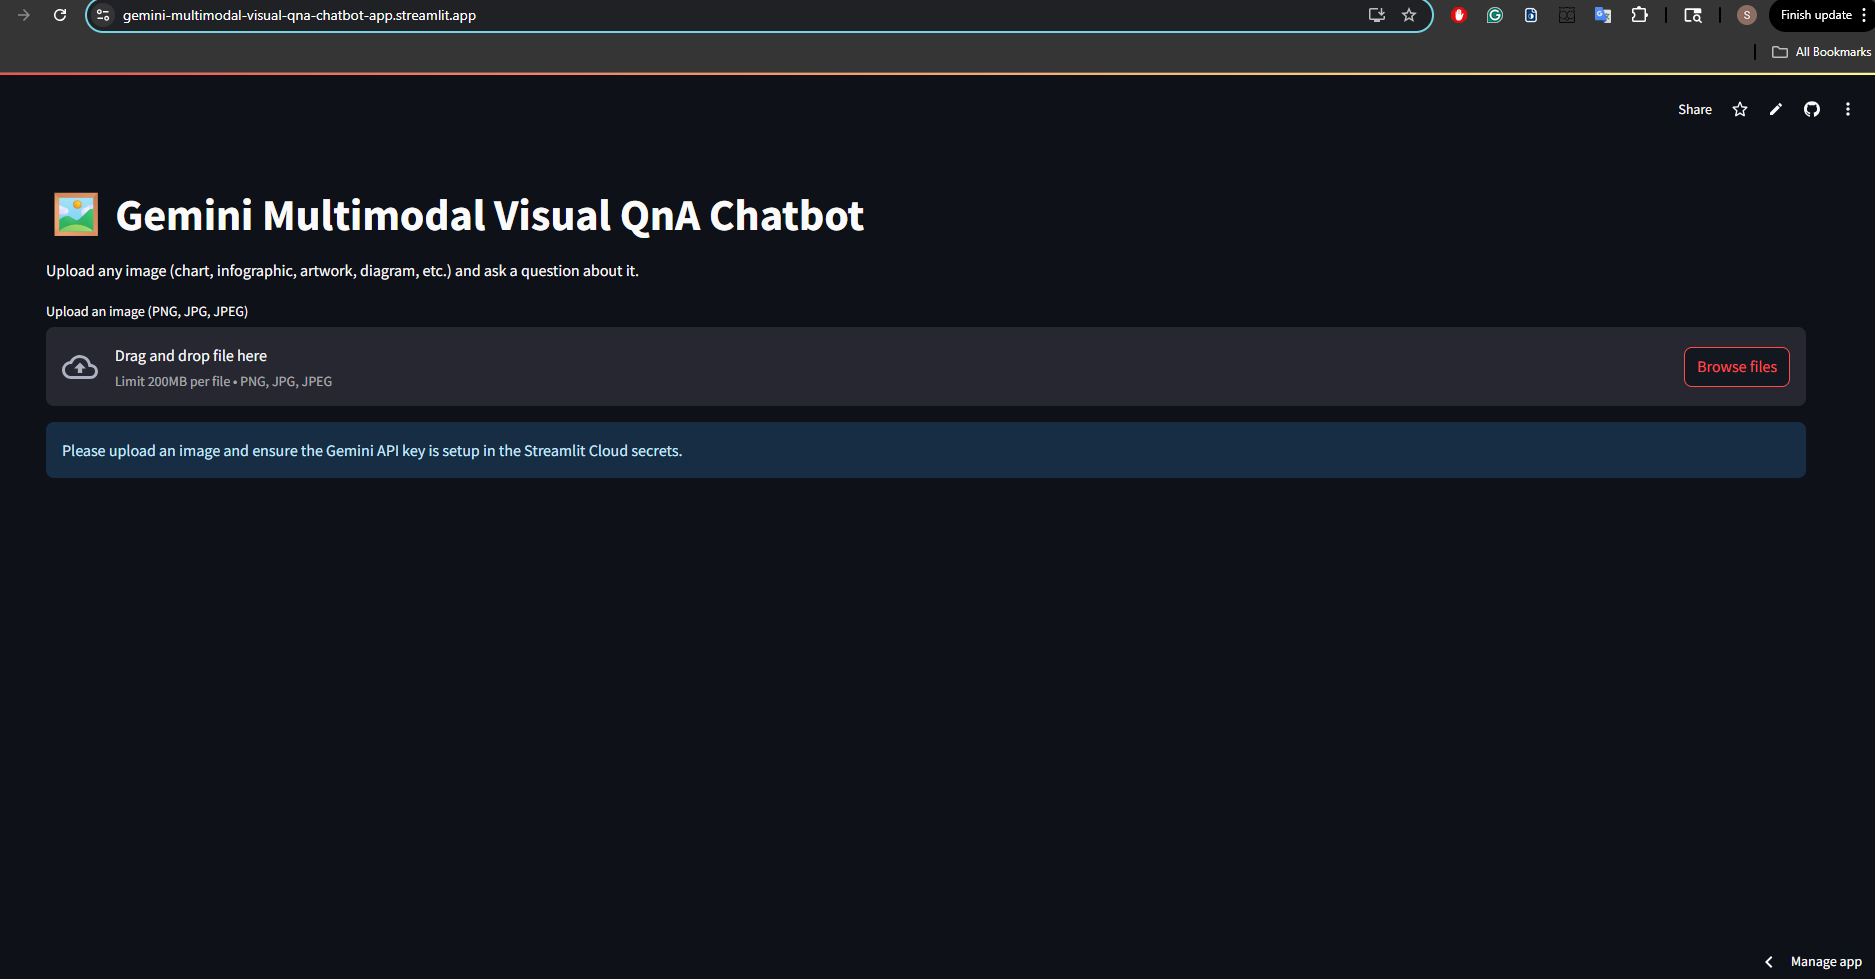 gemini-multimodal-visual-qna-chatbot-app.streamlit.app
S
Finish update
All Bookmarks
Share
Gemini Multimodal Visual QnA Chatbot
Upload any image (chart, infographic, artwork, diagram, etc.) and ask a question about it.
Upload an image (PNG, JPG, JPEG)
Drag and drop file here
Limit 200MB per file • PNG, JPG, JPEG
Browse files
Please upload an image and ensure the Gemini API key is setup in the Streamlit Cloud secrets.
Manage app